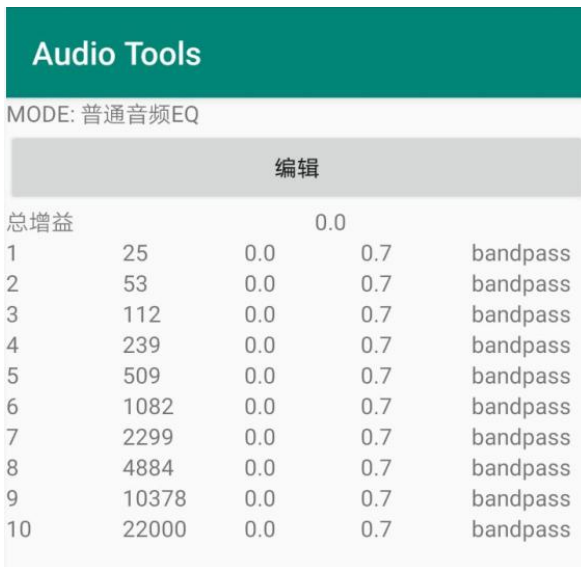 Audio Tools
MODE: 普通音频EQ
编辑
总增益 0.0
1 25 0.0 0.7 bandpass
2 53 0.0 0.7 bandpass
3 112 0.0 0.7 bandpass
4 239 0.0 0.7 bandpass
5 509 0.0 0.7 bandpass
6 1082 0.0 0.7 bandpass
7 2299 0.0 0.7 bandpass
8 4884 0.0 0.7 bandpass
9 10378 0.0 0.7 bandpass
10 22000 0.0 0.7 bandpass